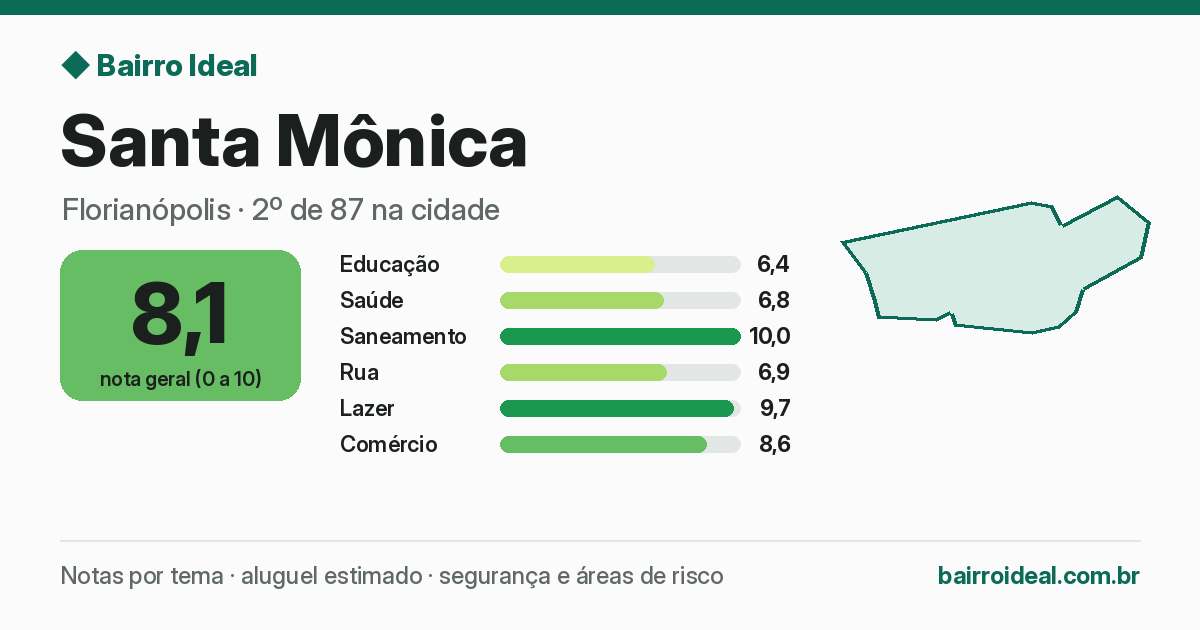 Bairro Ideal
Santa Mônica
Florianópolis · 2º de 87 na cidade
8,1
nota geral (0 a 10)
Educação 6,4
Saúde 6,8
Saneamento 10,0
Rua 6,9
Lazer 9,7
Comércio 8,6
Notas por tema · aluguel estimado · segurança e áreas de risco
bairroideal.com.br